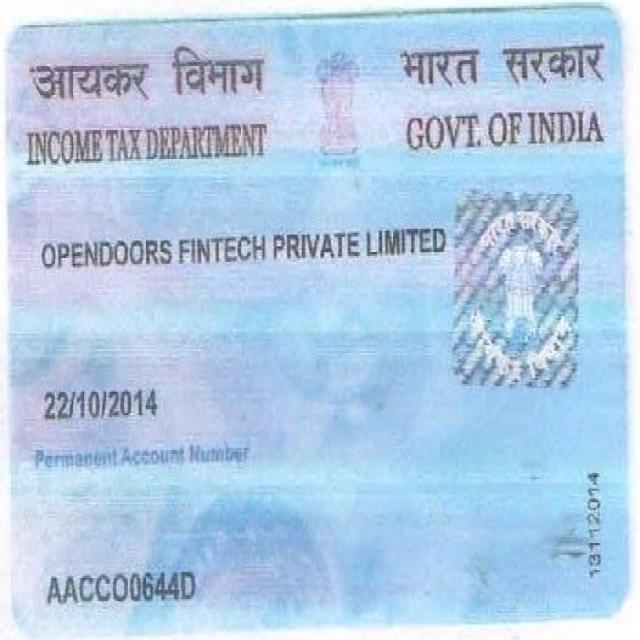 आयकर विभाग
भारत सरकार
INCOME TAX DEPARTMENT
GOVT. OF INDIA
OPENDOORS FINTECH PRIVATE LIMITED
22/10/2014
Permanent Account Number
13112014
AACCO0644D